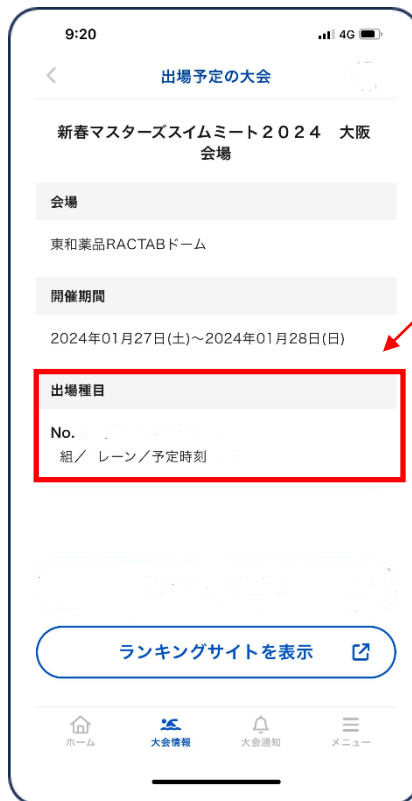 9:20
4G
出場予定の大会
新春マスターズスイムミート２０２４　大阪
会場
会場
東和薬品RACTABドーム
開催期間
2024年01月27日(土)～2024年01月28日(日)
出場種目
No.
組／ レーン／予定時刻
ランキングサイトを表示
ホーム
大会情報
大会通知
メニュー